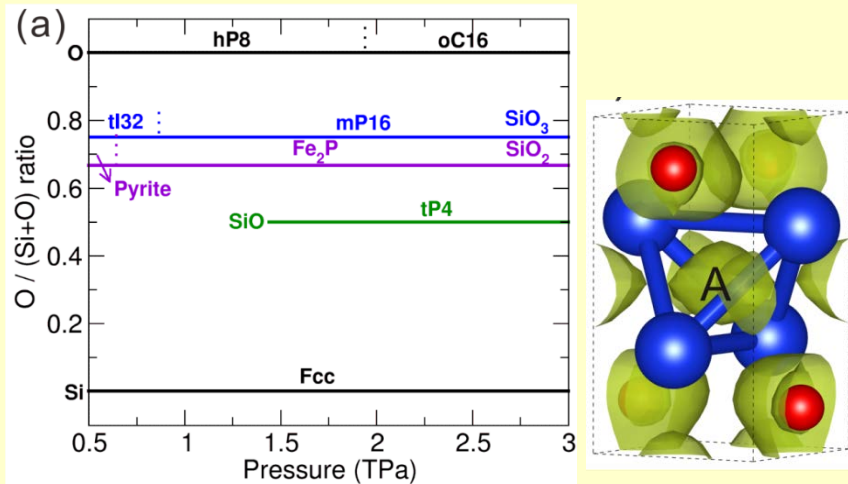 (a)
hP8 oC16
O
tI32 mP16 SiO₃
0.8
Fe₂P SiO₂
Pyrite
0.6
SiO tP4
0.4
0.2
Fcc
Si
0.5 1 1.5 2 2.5 3
Pressure (TPa)
O / (Si+O) ratio
A